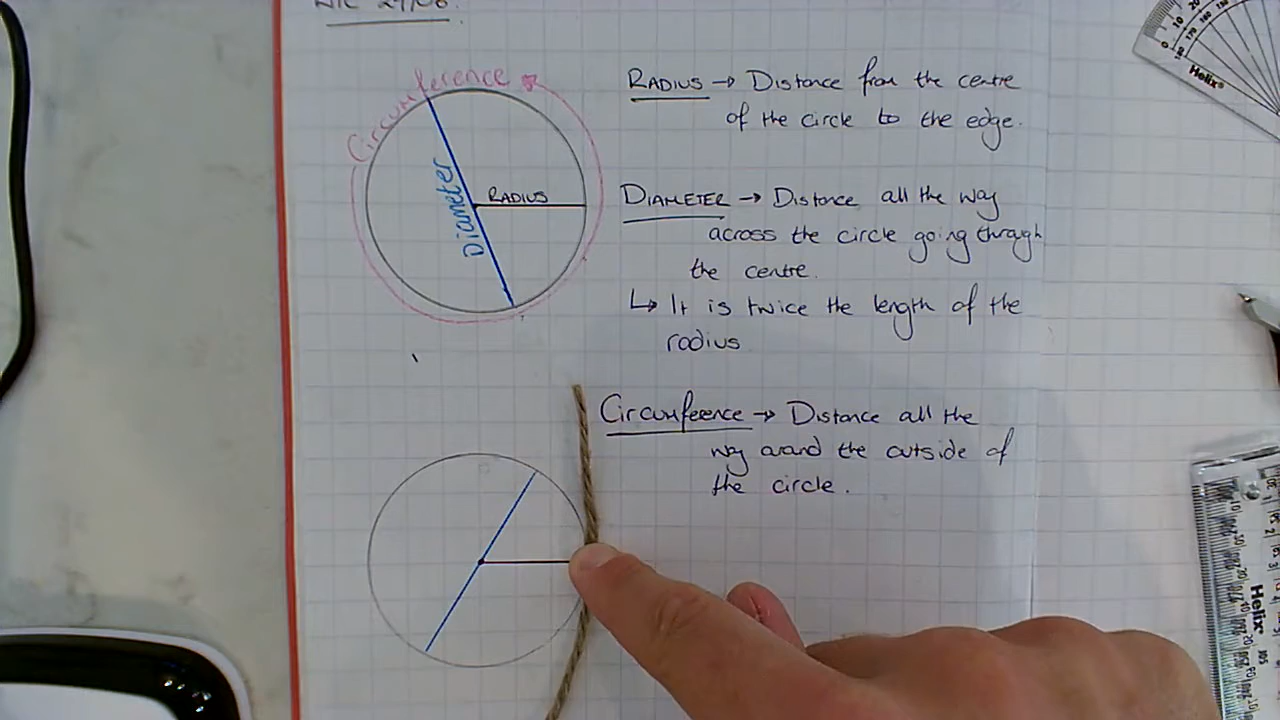 Circumference
Diameter
RADIUS
RADIUS → Distance from the centre
of the circle to the edge.
DIAMETER → Distance all the way
across the circle going through
the centre.
↳ It is twice the length of the
radius
Circumfeence → Distance all the
way around the outside of
the circle.
Helix
Helix